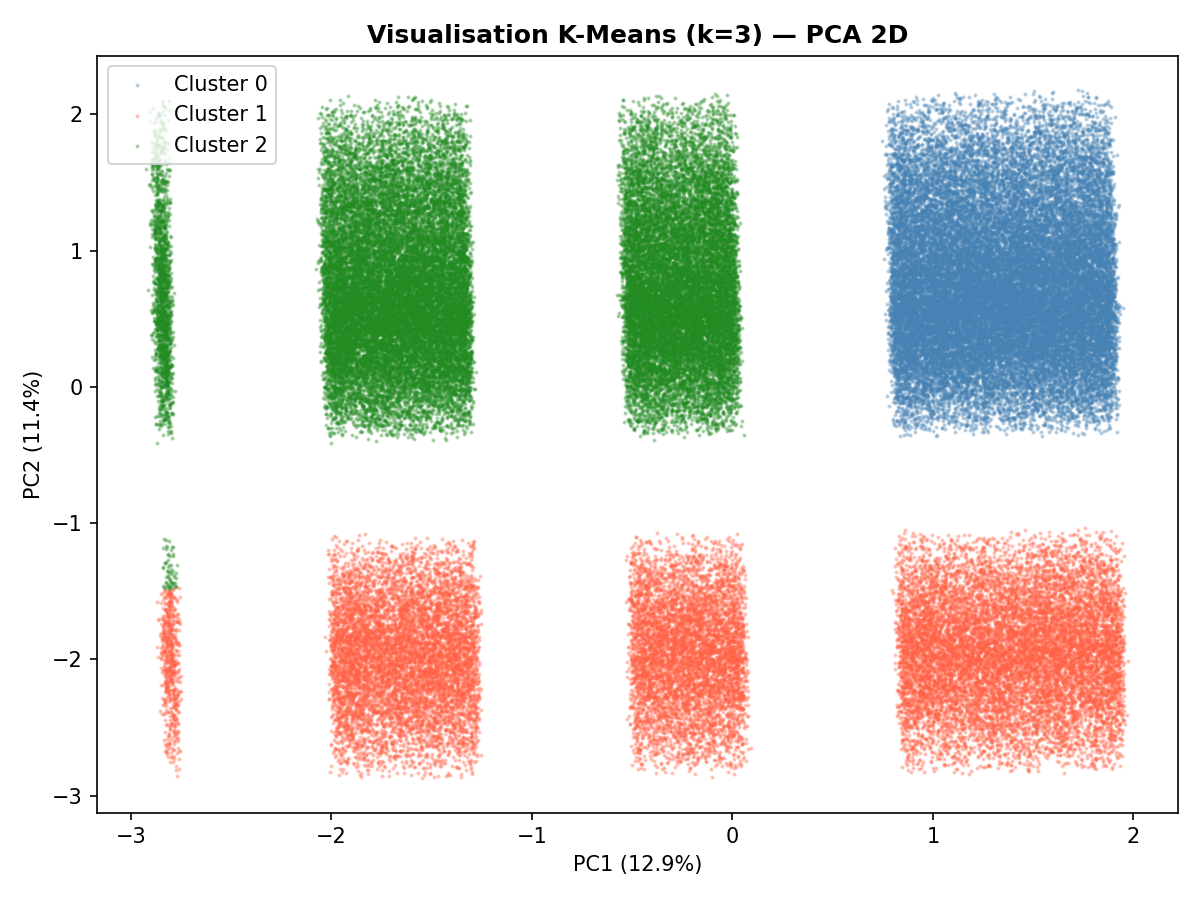 Visualisation K-Means (k=3) — PCA 2D
Cluster 0
Cluster 1
Cluster 2
2
1
0
−1
−2
−3
PC2 (11.4%)
−3 −2 −1 0 1 2
PC1 (12.9%)